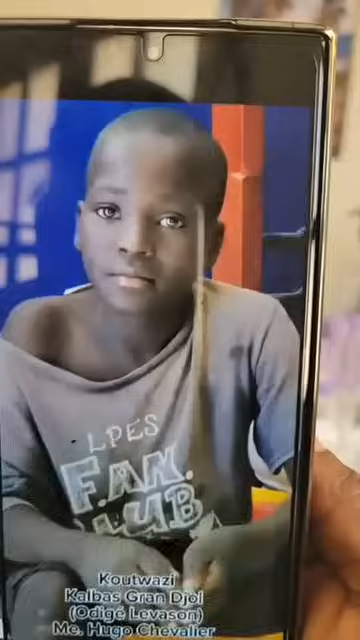 LPES
F.A.N.
CLUB
Koutwazi
Kalbas Gran Djol
(Odigé Levason)
Me. Hugo Chevalier